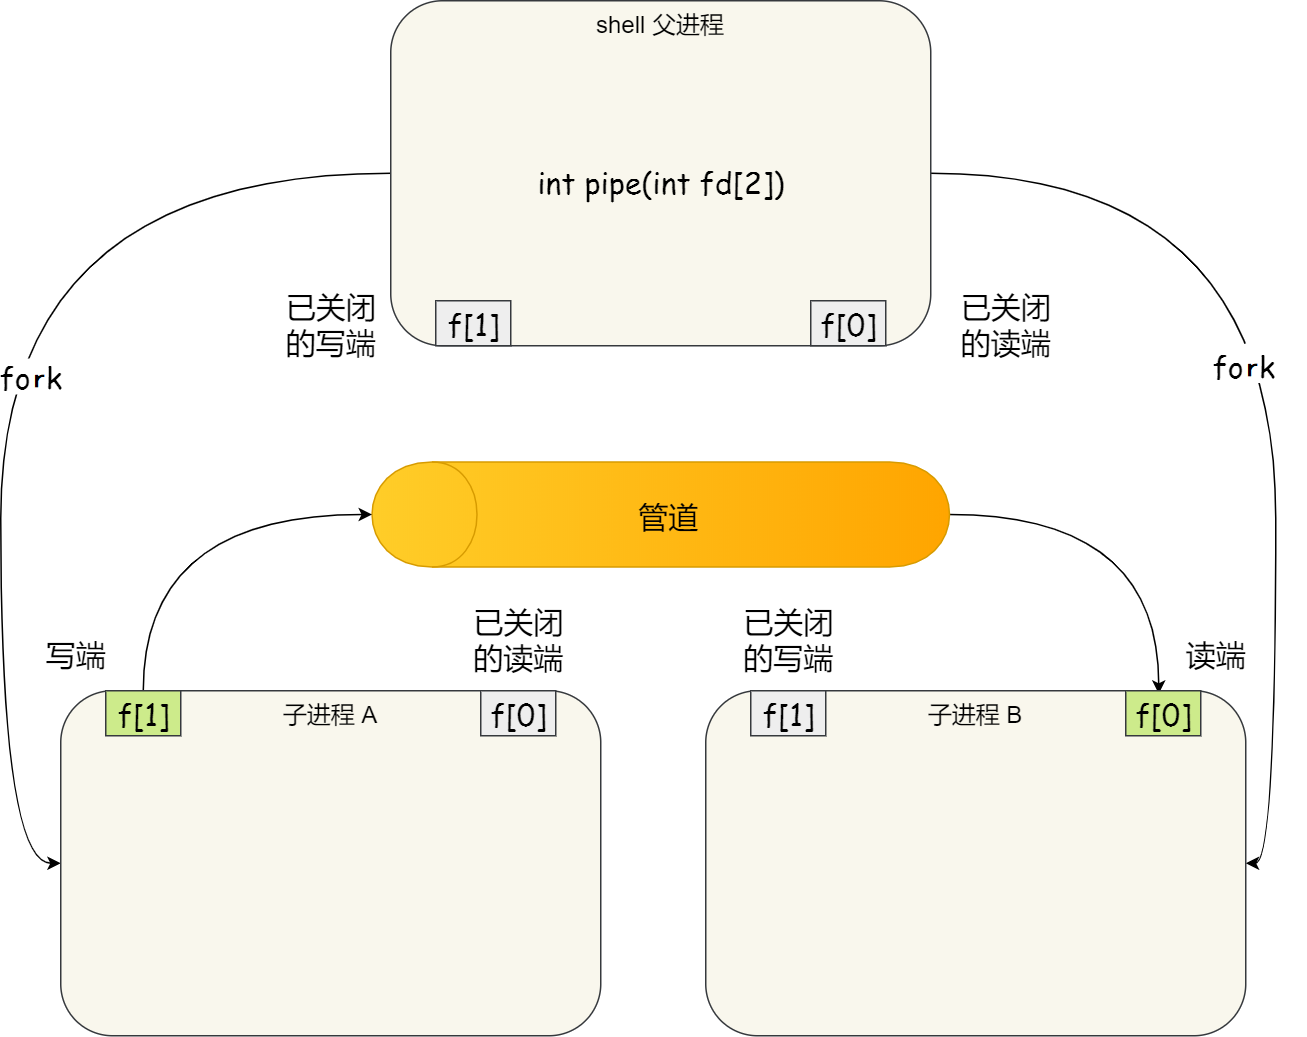 shell 父进程
int pipe(int fd[2])
已关闭
的写端
f[1]
f[0]
已关闭
的读端
fork
fork
管道
写端
已关闭
的读端
已关闭
的写端
读端
f[1]
子进程 A
f[0]
f[1]
子进程 B
f[0]